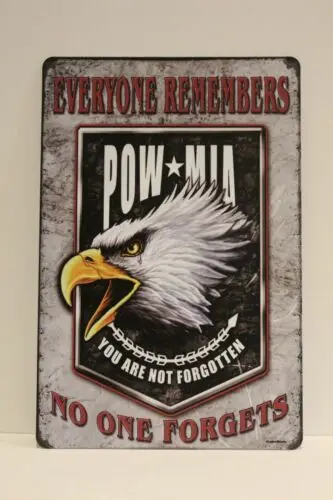 EVERYONE REMEMBERS
POW★MIA
YOU ARE NOT FORGOTTEN
NO ONE FORGETS